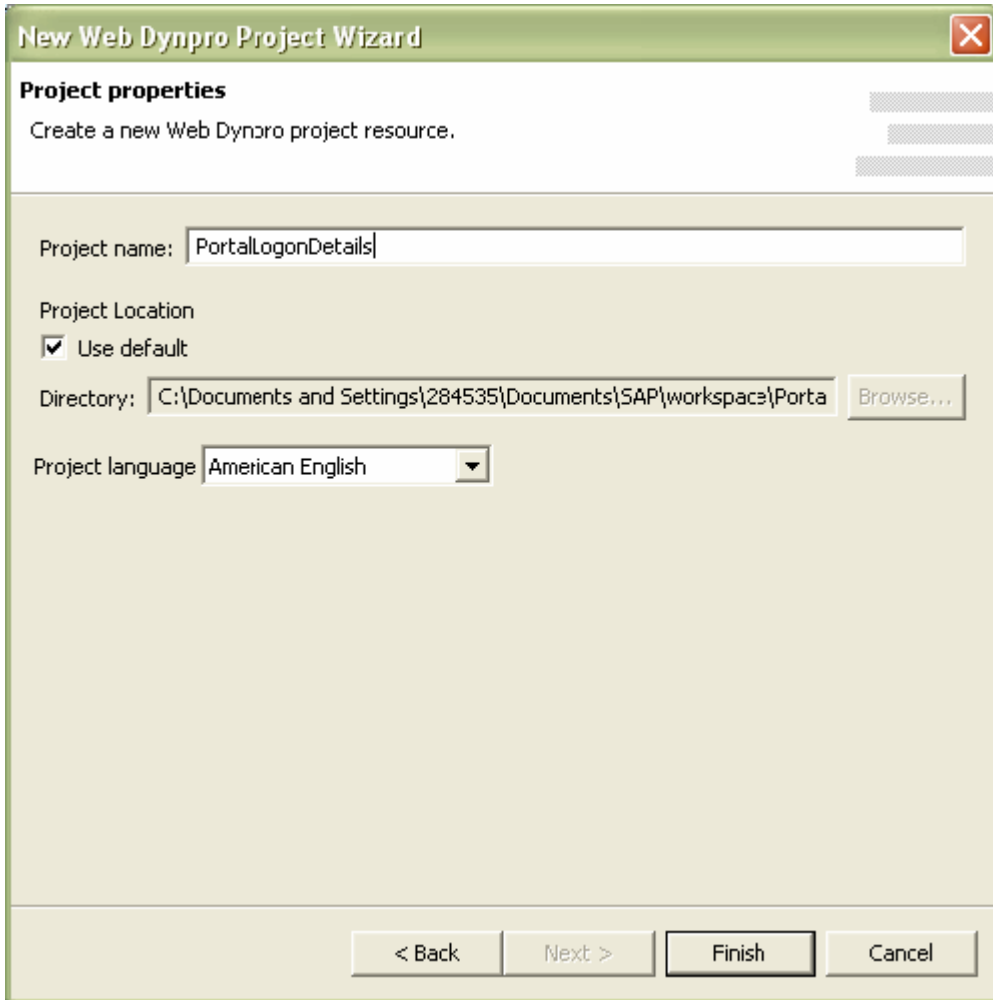 New Web Dynpro Project Wizard
Project properties
Create a new Web Dynpro project resource.
Project name: PortalLogonDetails
Project Location
Use default
Directory: C:\Documents and Settings\284535\Documents\SAP\workspace\Porta Browse...
Project language American English
< Back Next > Finish Cancel